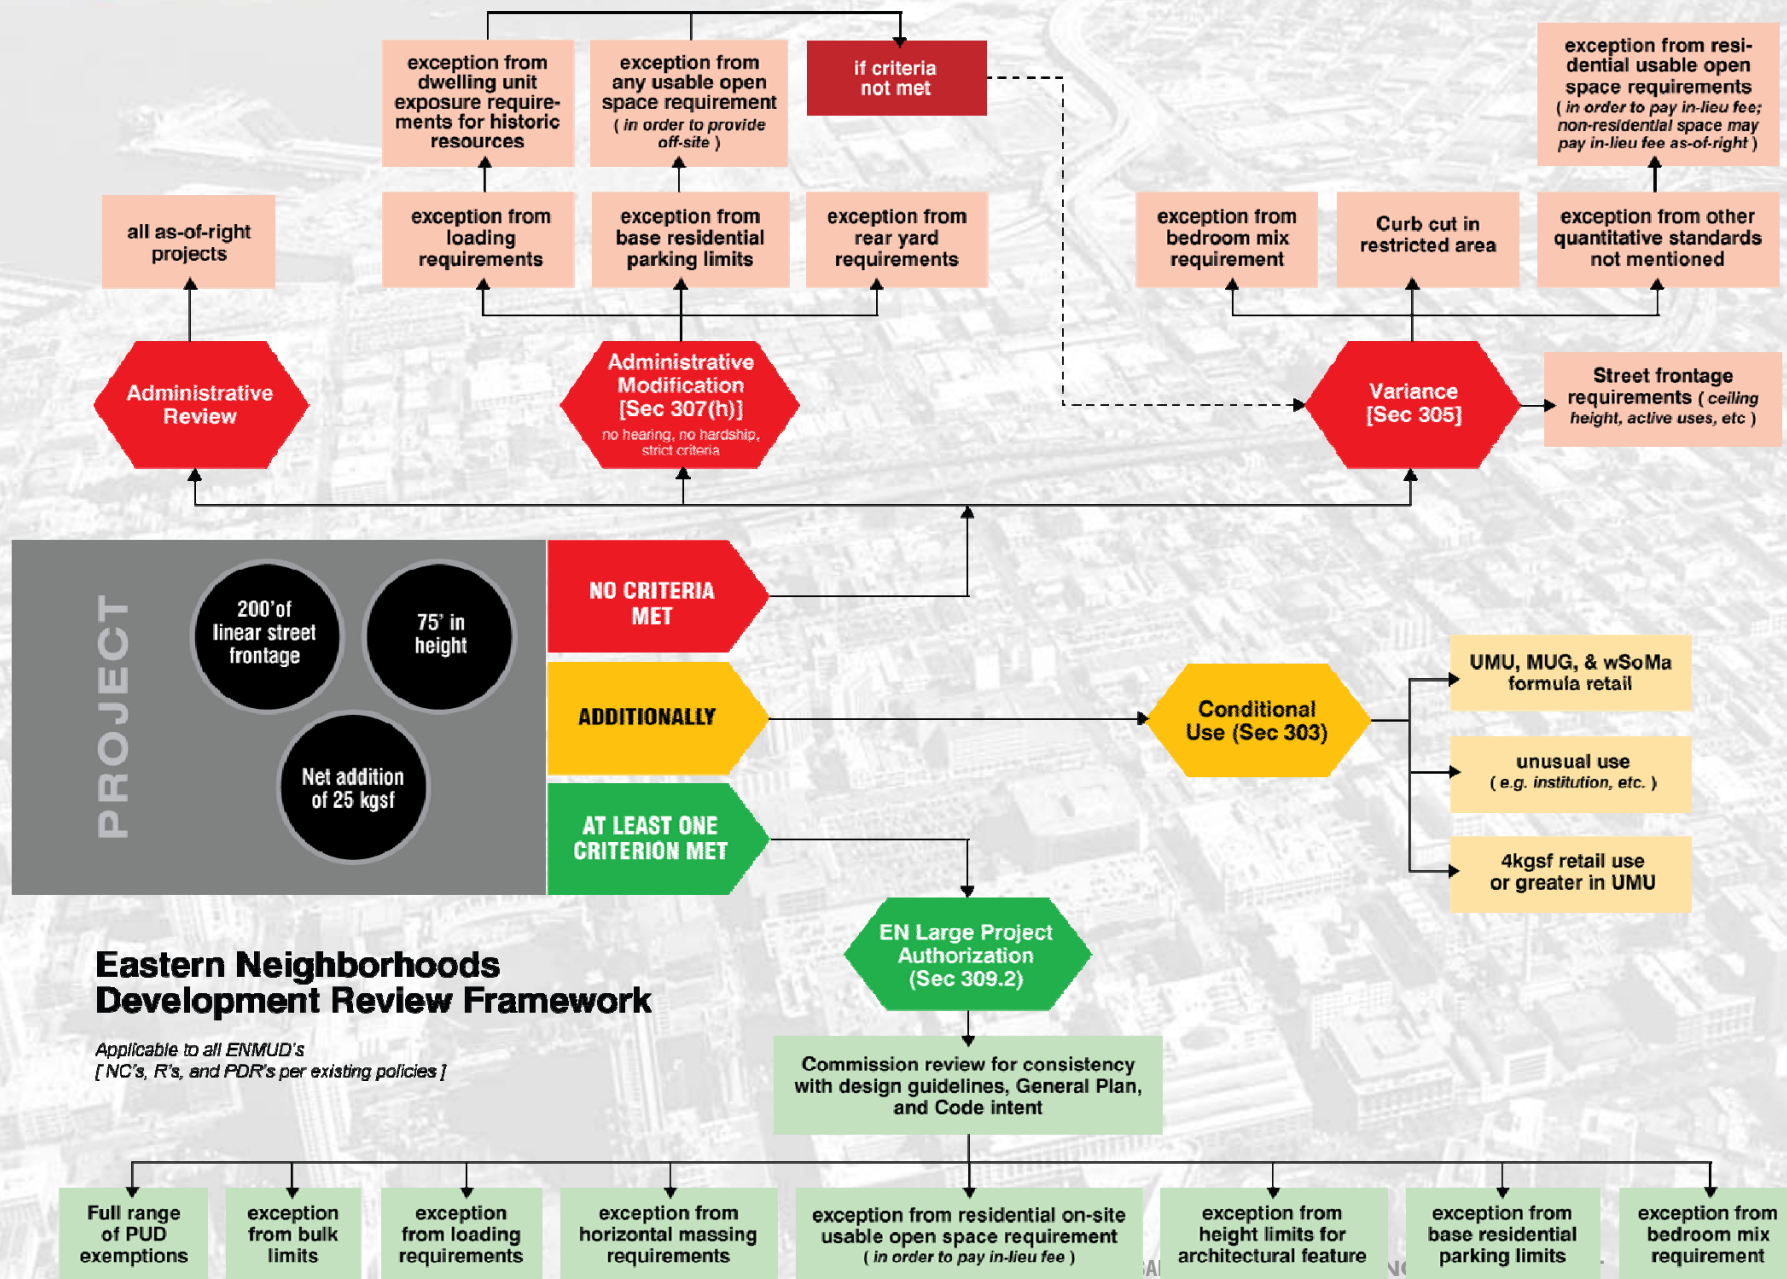 exception from
dwelling unit
exposure require-
ments for historic
resources
exception from
any usable open
space requirement
( in order to provide
off-site )
if criteria
not met
exception from resi-
dential usable open
space requirements
( in order to pay in-lieu fee;
non-residential space may
pay in-lieu fee as-of-right )
all as-of-right
projects
exception from
loading
requirements
exception from
base residential
parking limits
exception from
rear yard
requirements
exception from
bedroom mix
requirement
Curb cut in
restricted area
exception from other
quantitative standards
not mentioned
Administrative
Review
Administrative
Modification
[Sec 307(h)]
no hearing, no hardship,
strict criteria
Variance
[Sec 305]
Street frontage
requirements ( ceiling
height, active uses, etc )
PROJECT
200'of
linear street
frontage
75' in
height
Net addition
of 25 kgsf
NO CRITERIA
MET
ADDITIONALLY
AT LEAST ONE
CRITERION MET
Conditional
Use (Sec 303)
UMU, MUG, & wSoMa
formula retail
unusual use
( e.g. institution, etc. )
4kgsf retail use
or greater in UMU
EN Large Project
Authorization
(Sec 309.2)
Eastern Neighborhoods
Development Review Framework
Applicable to all ENMUD's
[ NC's, R's, and PDR's per existing policies ]
Commission review for consistency
with design guidelines, General Plan,
and Code intent
Full range
of PUD
exemptions
exception
from bulk
limits
exception
from loading
requirements
exception from
horizontal massing
requirements
exception from residential on-site
usable open space requirement
( in order to pay in-lieu fee )
exception from
height limits for
architectural feature
exception from
base residential
parking limits
exception from
bedroom mix
requirement